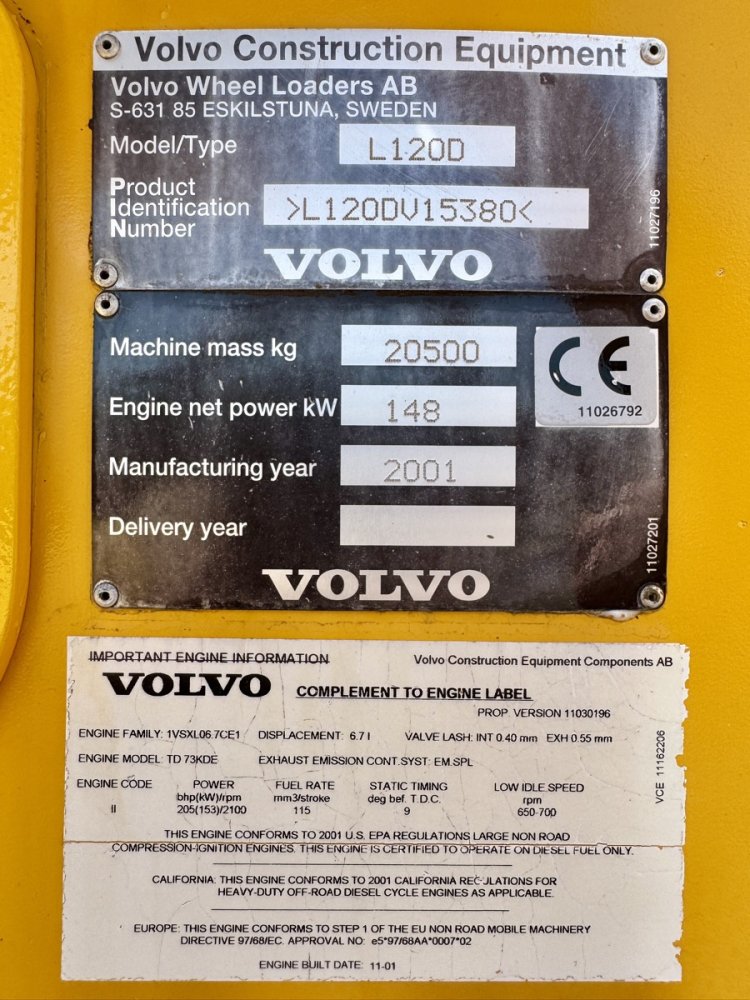 Volvo Construction Equipment
Volvo Wheel Loaders AB
S-631 85 ESKILSTUNA, SWEDEN
Model/Type L120D
Product
Identification >L120DV15380<
Number
11027196
VOLVO
Machine mass kg 20500
Engine net power kW 148
CE
11026792
Manufacturing year 2001
Delivery year
11027201
VOLVO
IMPORTANT ENGINE INFORMATION Volvo Construction Equipment Components AB
VOLVO COMPLEMENT TO ENGINE LABEL
PROP. VERSION 11030196
ENGINE FAMILY: 1VSXL06.7CE1 DISPLACEMENT: 6.7 l VALVE LASH: INT 0.40 mm EXH 0.55 mm
ENGINE MODEL: TD 73KDE EXHAUST EMISSION CONT.SYST: EM.SPL
VCE 11162206
ENGINE CODE POWER FUEL RATE STATIC TIMING LOW IDLE SPEED
bhp(kW)/rpm mm3/stroke deg bef. T.D.C. rpm
II 205(153)/2100 115 9 650-700
THIS ENGINE CONFORMS TO 2001 U.S. EPA REGULATIONS LARGE NON ROAD
COMPRESSION-IGNITION ENGINES. THIS ENGINE IS CERTIFIED TO OPERATE ON DIESEL FUEL ONLY.
CALIFORNIA: THIS ENGINE CONFORMS TO 2001 CALIFORNIA REGULATIONS FOR
HEAVY-DUTY OFF-ROAD DIESEL CYCLE ENGINES AS APPLICABLE.
EUROPE: THIS ENGINE CONFORMS TO STEP 1 OF THE EU NON ROAD MOBILE MACHINERY
DIRECTIVE 97/68/EC. APPROVAL NO: e5*97/68AA*0007*02
ENGINE BUILT DATE: 11-01